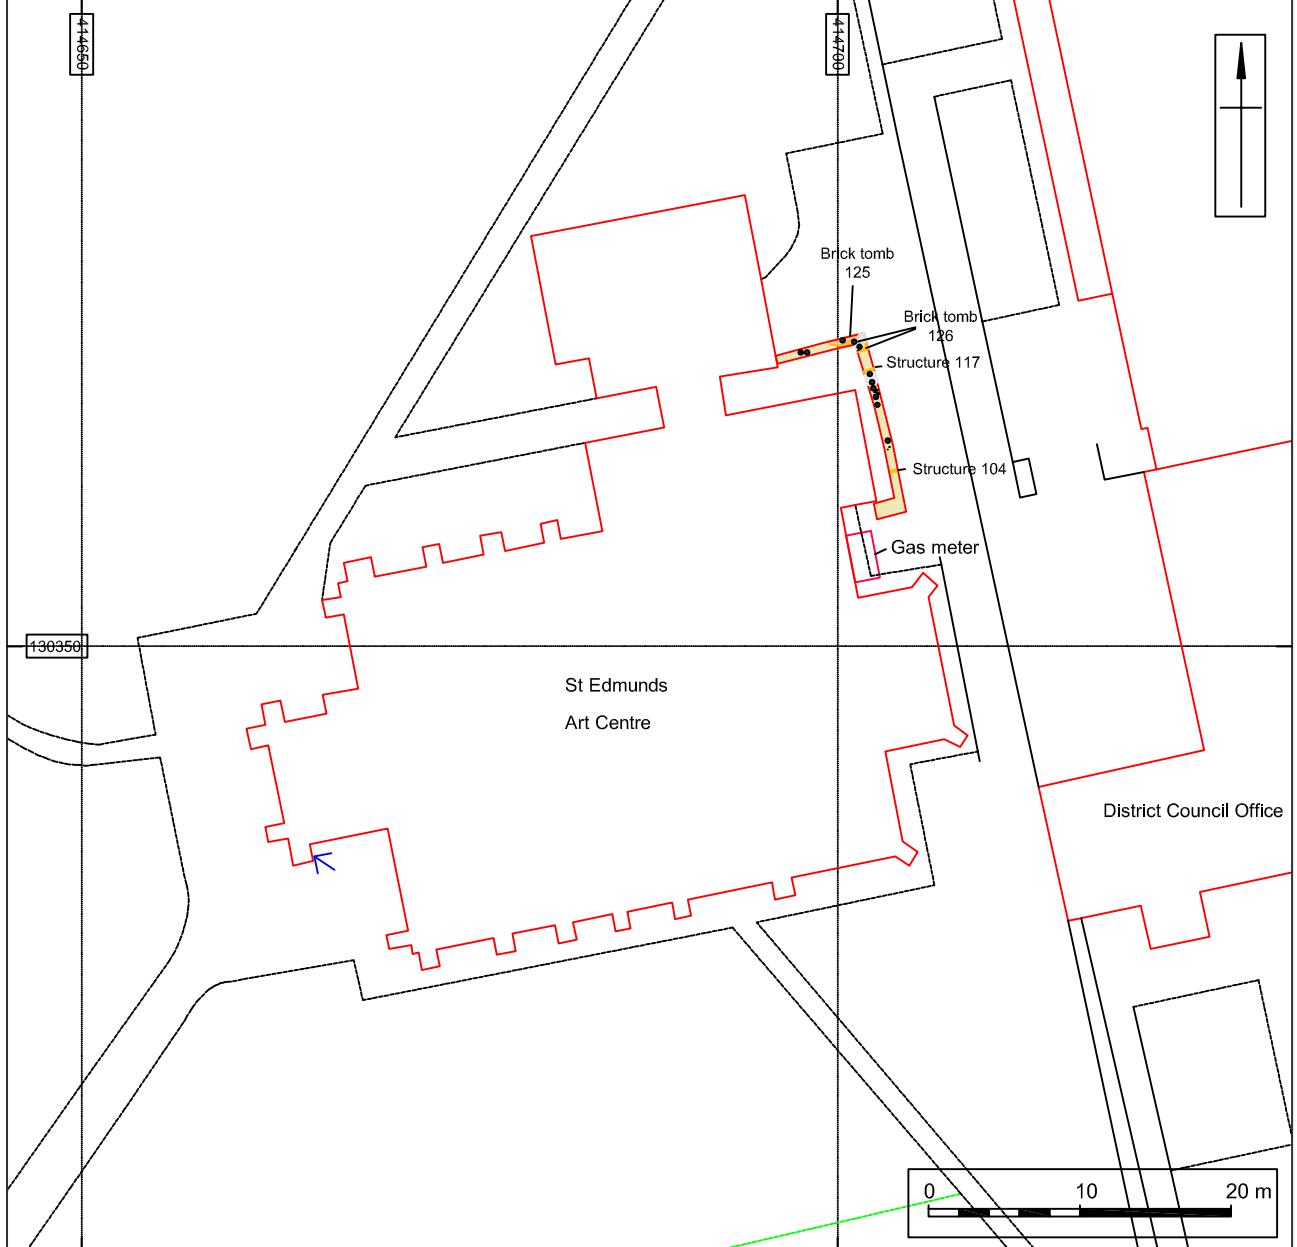 414650
414700
Brick tomb
125
Brick tomb
126
Structure 117
Structure 104
Gas meter
130350
St Edmunds
Art Centre
District Council Office
0 10 20 m